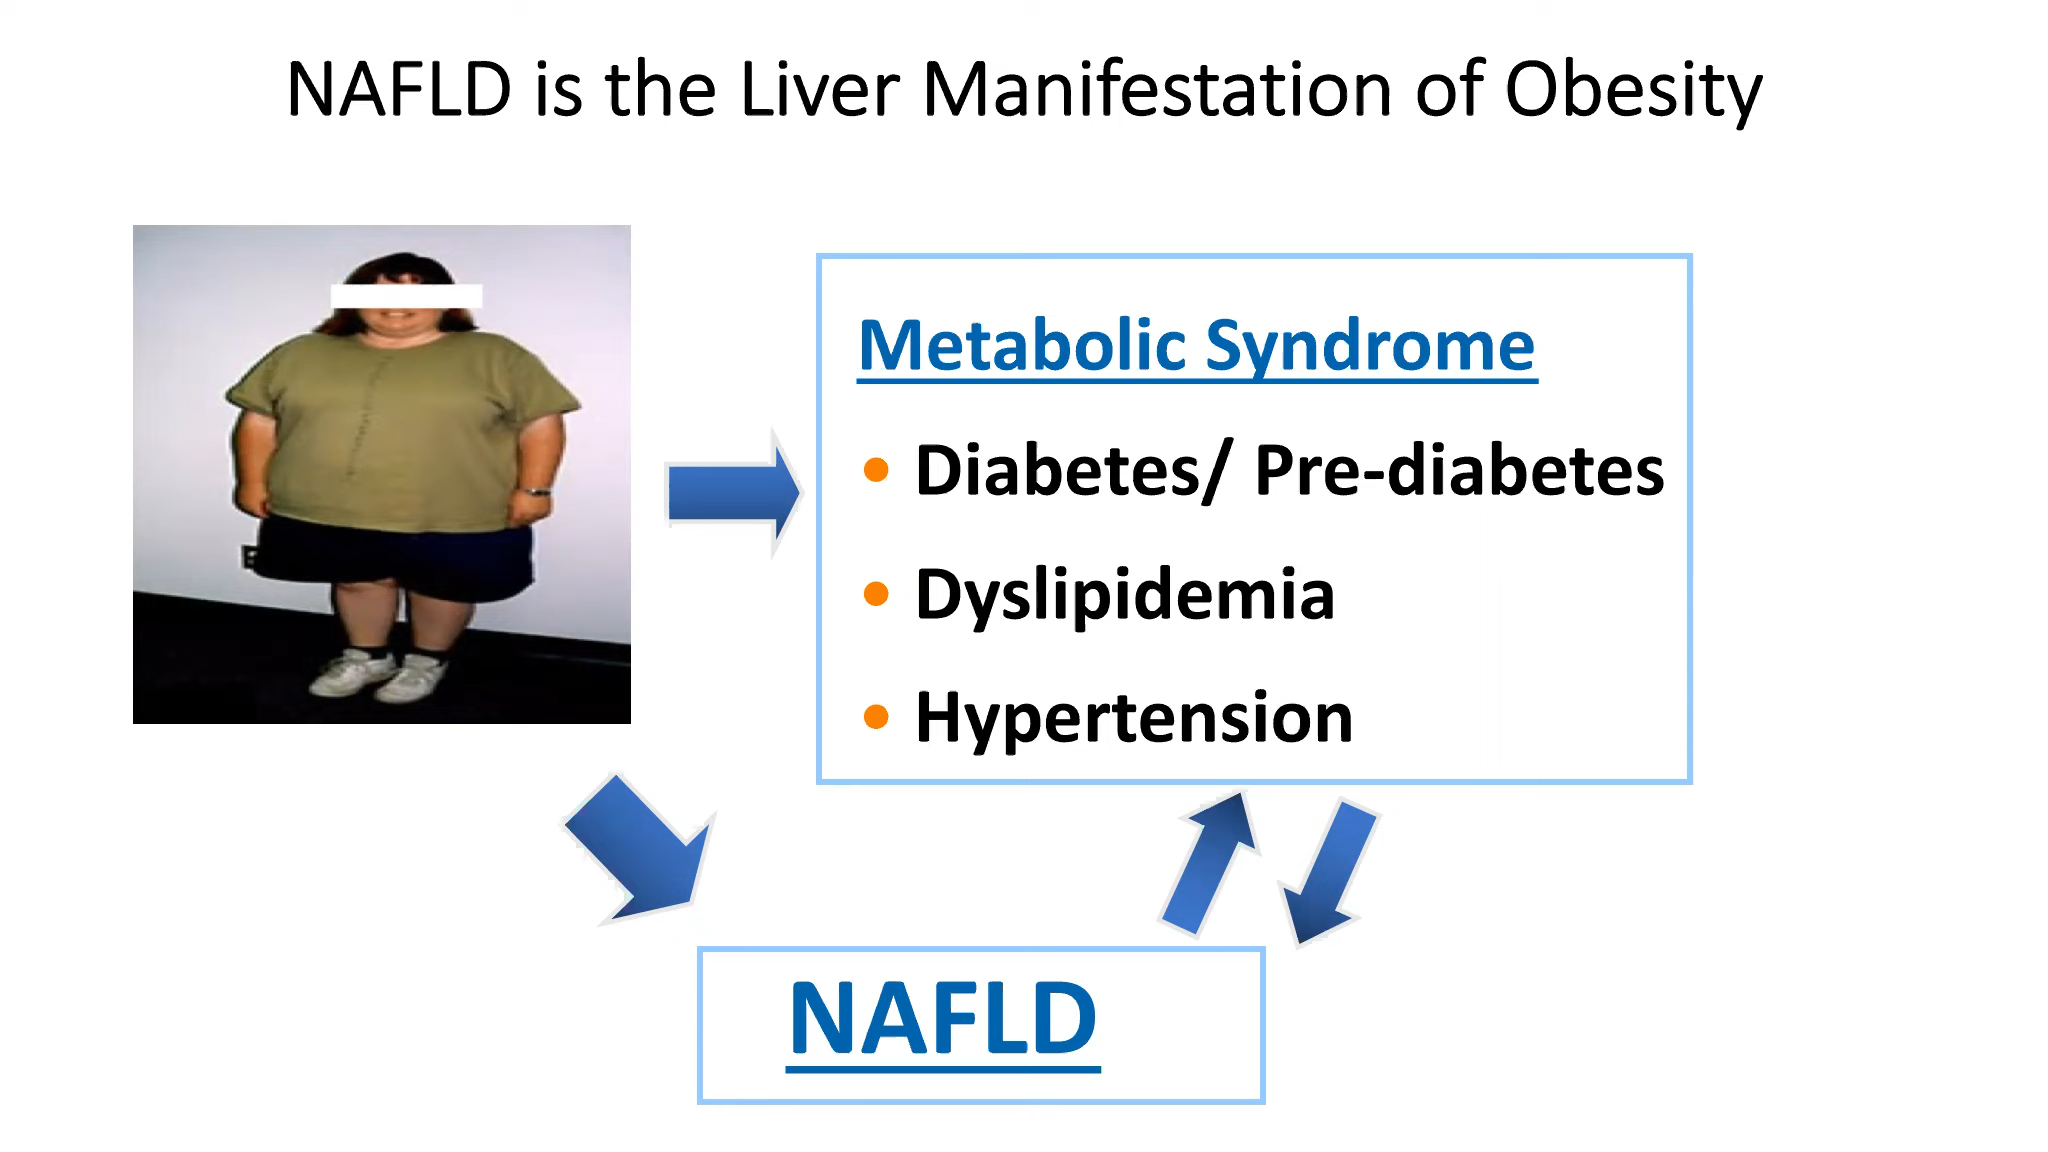 NAFLD is the Liver Manifestation of Obesity
Metabolic Syndrome
• Diabetes/ Pre-diabetes
• Dyslipidemia
• Hypertension
NAFLD